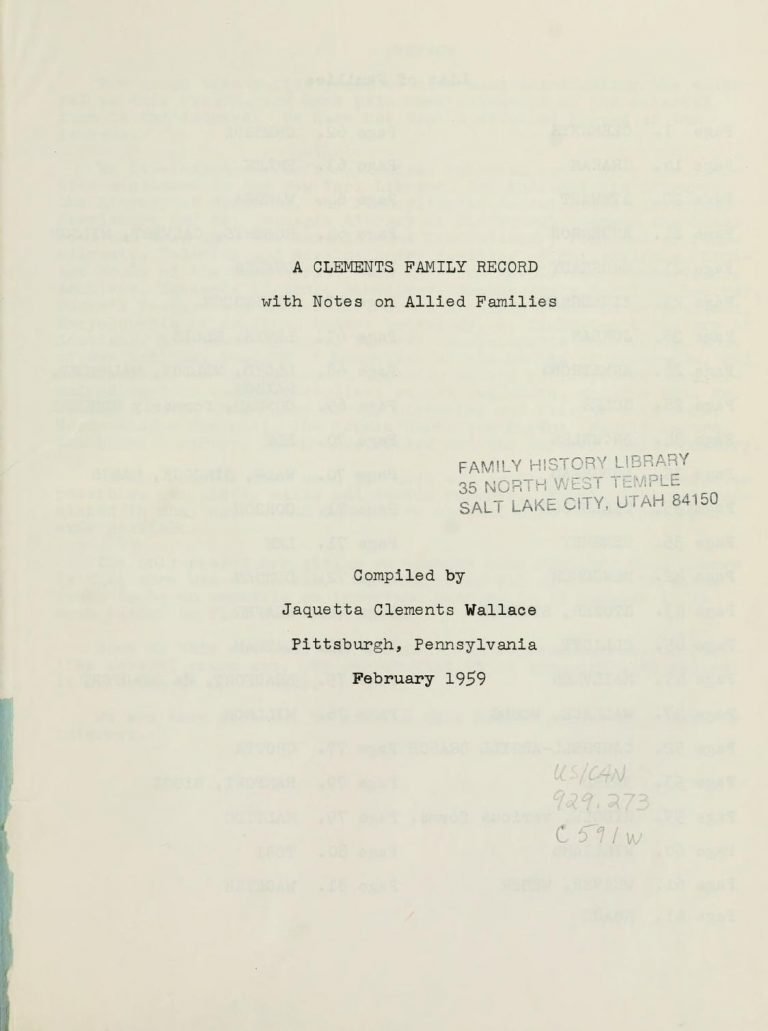 A CLEMENTS FAMILY RECORD
with Notes on Allied Families
FAMILY HISTORY LIBRARY
35 NORTH WEST TEMPLE
SALT LAKE CITY, UTAH 84150
Compiled by
Jaquetta Clements Wallace
Pittsburgh, Pennsylvania
February 1959
US/CAN
929.273
C591w